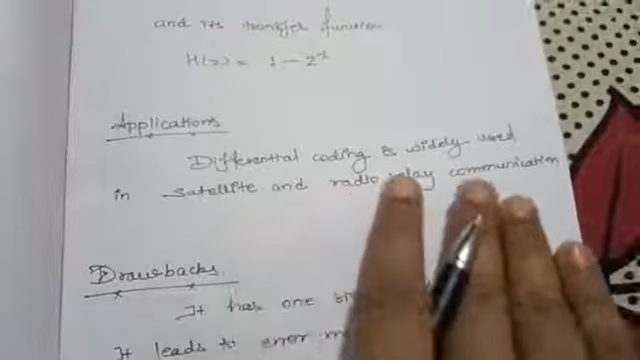 and its transfer function
H(z) = 1 - z⁻¹
Applications
Differential coding is widely used
in satellite and radio relay communication
Drawbacks
It has one
It leads to error